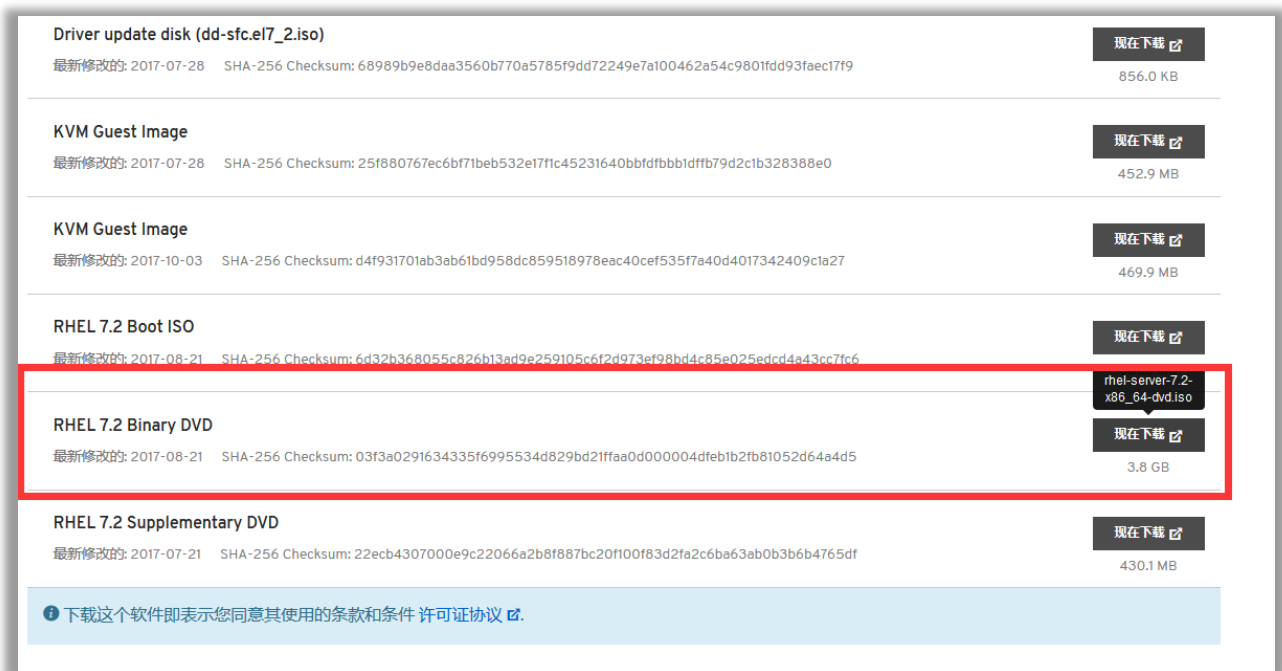 Driver update disk (dd-sfc.el7_2.iso)
现在下载
最新修改的: 2017-07-28 SHA-256 Checksum: 68989b9e8daa3560b770a5785f9dd72249e7a100462a54c9801fdd93faec17f9
856.0 KB
KVM Guest Image
现在下载
最新修改的: 2017-07-28 SHA-256 Checksum: 25f880767ec6bf71beb532e17f1c45231640bbfdfbbb1dffb79d2c1b328388e0
452.9 MB
KVM Guest Image
现在下载
最新修改的: 2017-10-03 SHA-256 Checksum: d4f931701ab3ab61bd958dc859518978eac40cef535f7a40d4017342409c1a27
469.9 MB
RHEL 7.2 Boot ISO
现在下载
最新修改的: 2017-08-21 SHA-256 Checksum: 6d32b368055c826b13ad9e259105c6f2d973ef98bd4c85e025edcd4a43cc7fc6
rhel-server-7.2-
x86_64-dvd.iso
RHEL 7.2 Binary DVD
现在下载
最新修改的: 2017-08-21 SHA-256 Checksum: 03f3a0291634335f6995534d829bd21ffaa0d000004dfeb1b2fb81052d64a4d5
3.8 GB
RHEL 7.2 Supplementary DVD
现在下载
最新修改的: 2017-07-21 SHA-256 Checksum: 22ecb4307000e9c22066a2b8f887bc20f100f83d2fa2c6ba63ab0b3b6b4765df
430.1 MB
下载这个软件即表示您同意其使用的条款和条件 许可证协议.